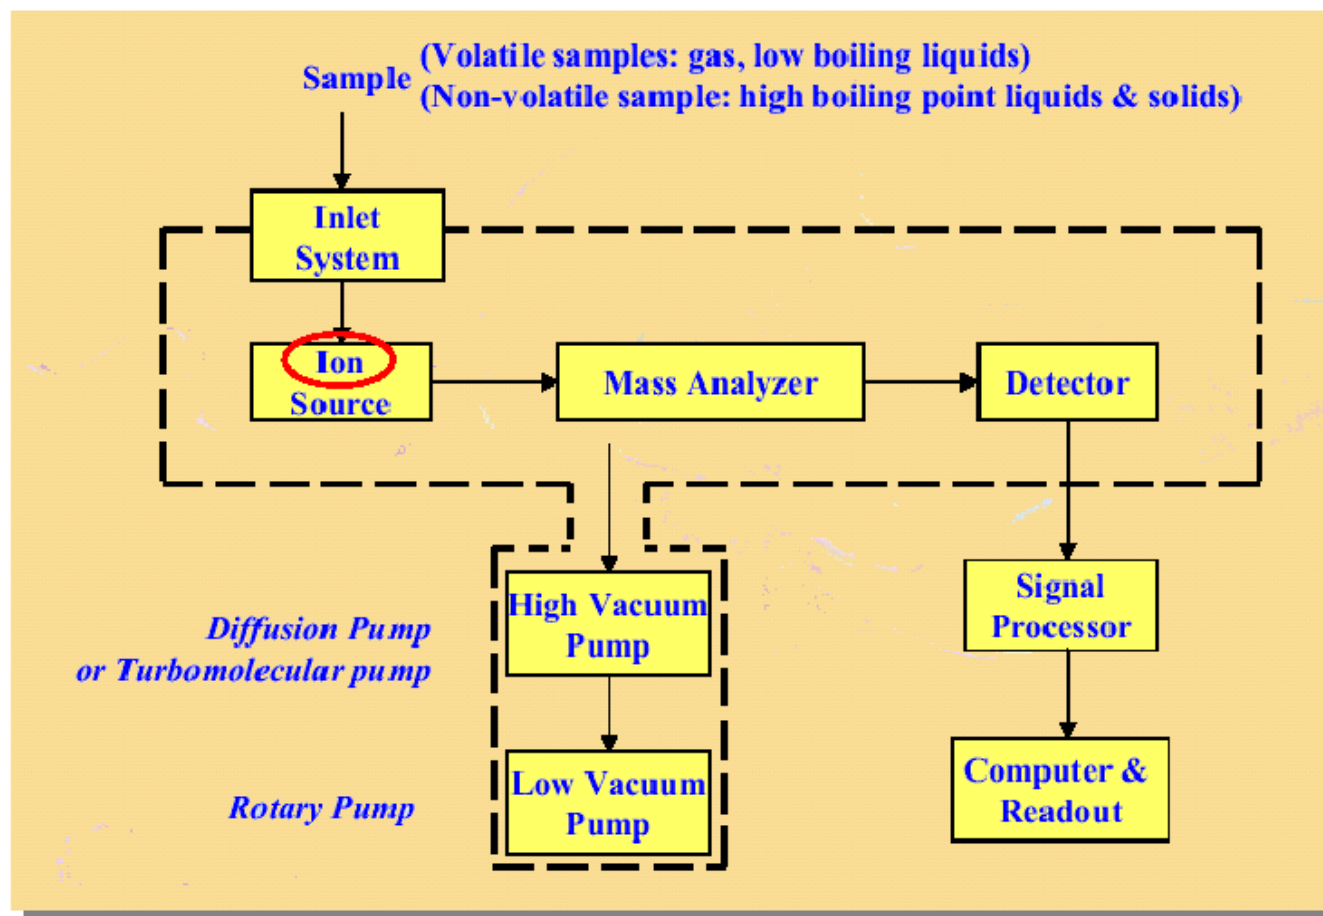 Sample
(Volatile samples: gas, low boiling liquids)
(Non-volatile sample: high boiling point liquids & solids)
Inlet
System
Ion
Source
Mass Analyzer
Detector
High Vacuum
Pump
Diffusion Pump
or Turbomolecular pump
Signal
Processor
Low Vacuum
Pump
Rotary Pump
Computer &
Readout